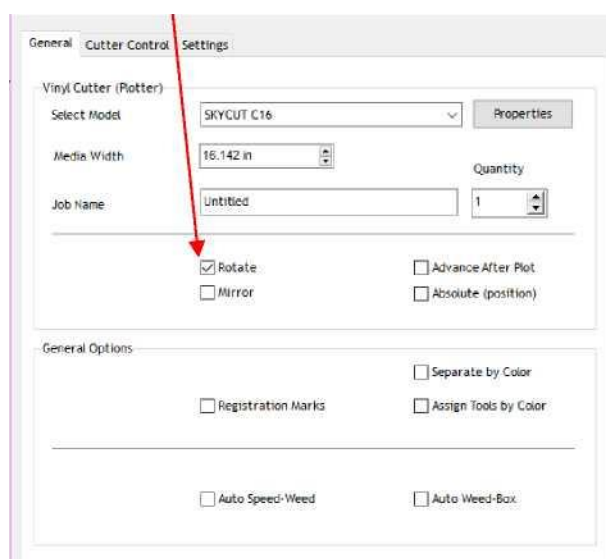 General Cutter Control Settings
Vinyl Cutter (Plotter)
Select Model SKYCUT C16 Properties
Media Width 16.142 in
Quantity
Job Name Untitled 1
Rotate Advance After Plot
Mirror Absolute (position)
General Options
Separate by Color
Registration Marks Assign Tools by Color
Auto Speed-Weed Auto Weed-Box